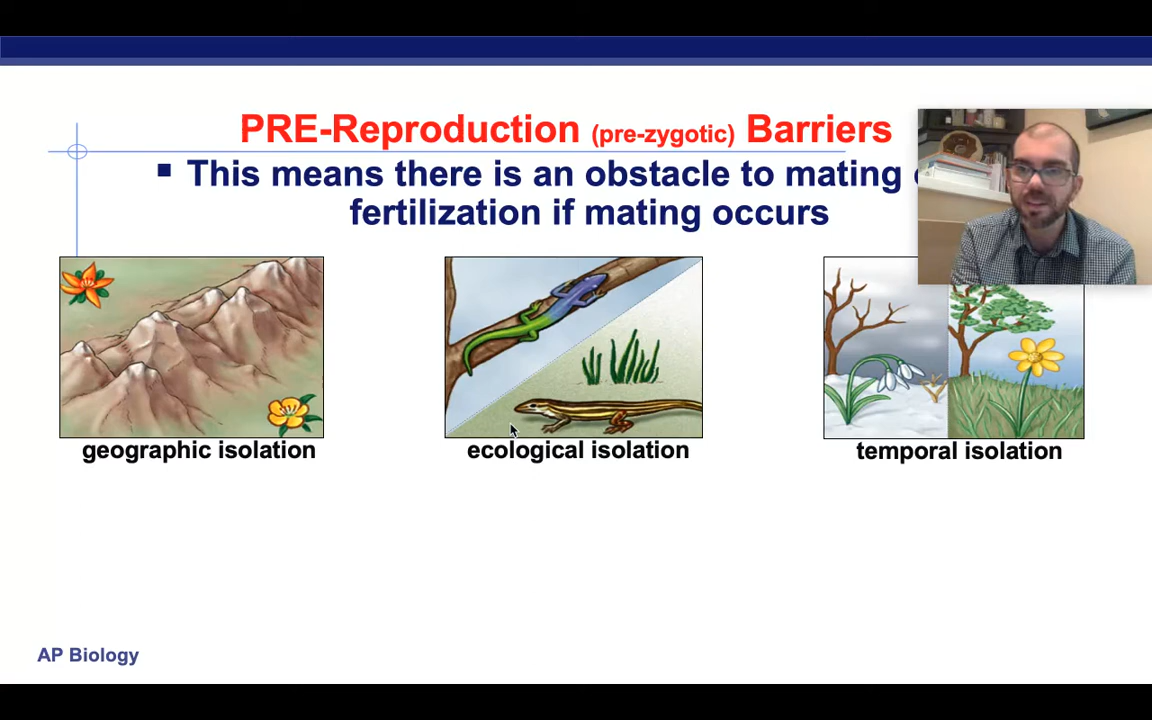 PRE-Reproduction (pre-zygotic) Barriers
▪ This means there is an obstacle to mating
fertilization if mating occurs
geographic isolation
ecological isolation
temporal isolation
AP Biology